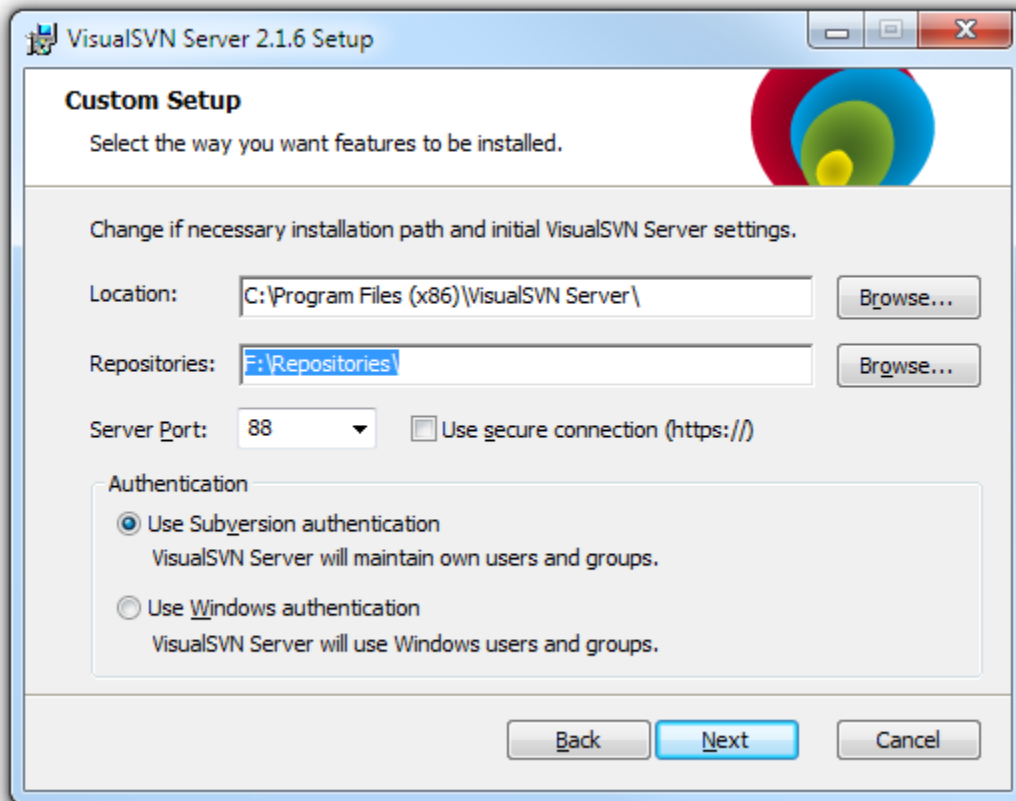 VisualSVN Server 2.1.6 Setup
Custom Setup
Select the way you want features to be installed.
Change if necessary installation path and initial VisualSVN Server settings.
Location: C:\Program Files (x86)\VisualSVN Server\ Browse...
Repositories: F:\Repositories\ Browse...
Server Port: 88 Use secure connection (https://)
Authentication
Use Subversion authentication
VisualSVN Server will maintain own users and groups.
Use Windows authentication
VisualSVN Server will use Windows users and groups.
Back Next Cancel